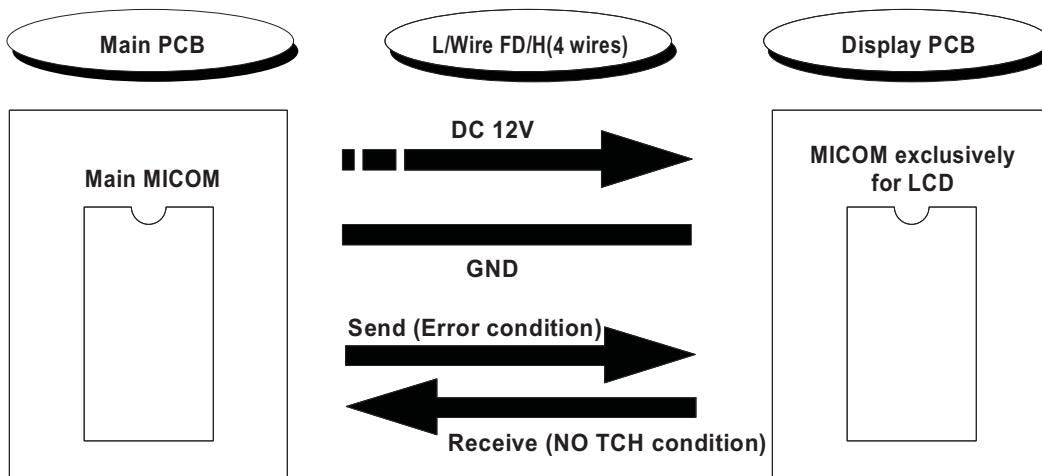 Main PCB
L/Wire FD/H(4 wires)
Display PCB
Main MICOM
DC 12V
GND
Send (Error condition)
Receive (NO TCH condition)
MICOM exclusively
for LCD